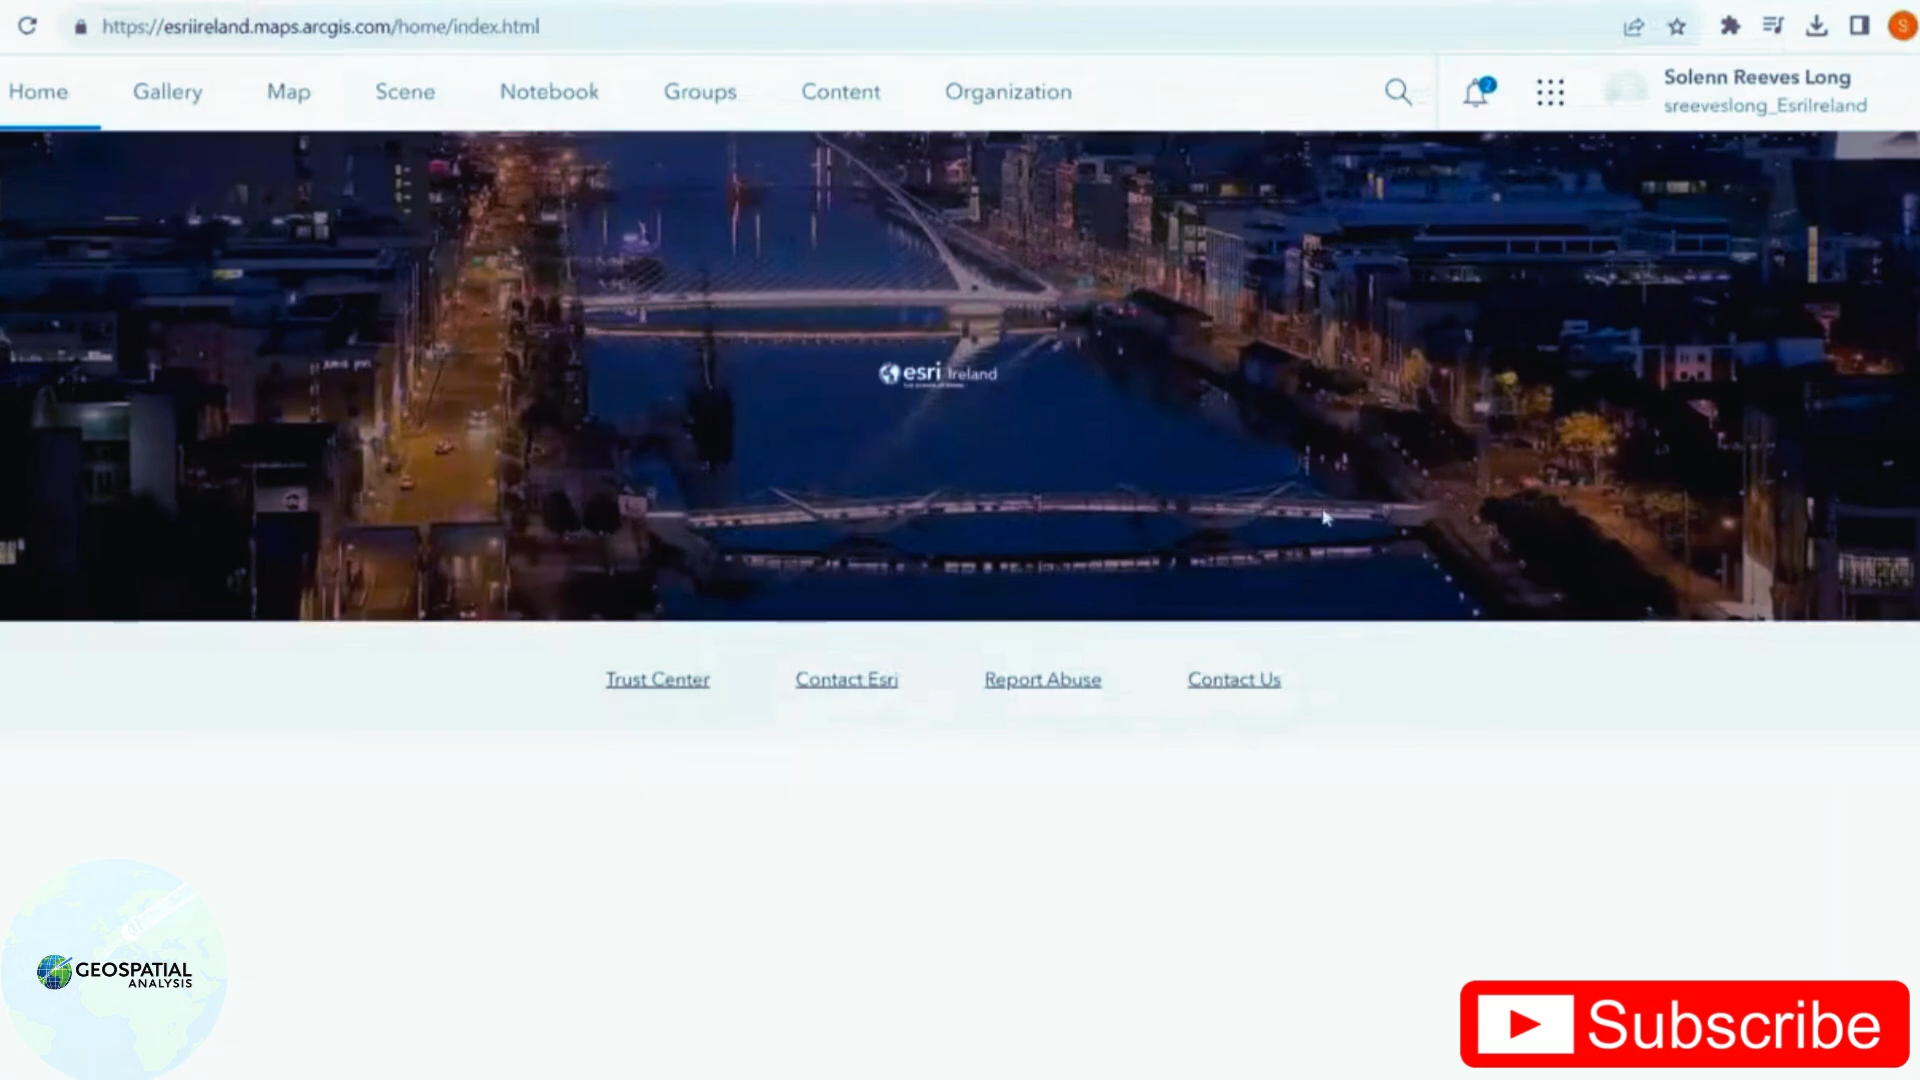 https://esriireland.maps.arcgis.com/home/index.html
S
Home Gallery Map Scene Notebook Groups Content Organization
2
Solenn Reeves Long
sreeveslong_EsriIreland
esri Ireland
Trust Center Contact Esri Report Abuse Contact Us
GEOSPATIAL
ANALYSIS
Subscribe